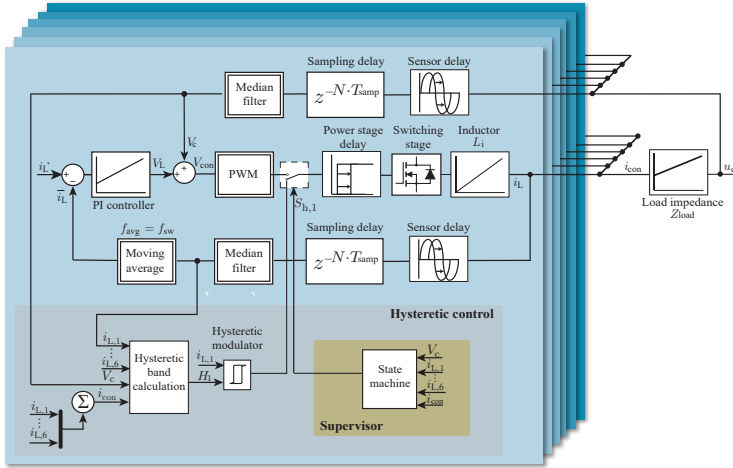 Sampling delay
Sensor delay
Median
filter
z^{-N·T_samp}
V_c
Power stage
delay
Switching
stage
Inductor
L_i
i_L*
+
−
i_L
V_L
PI controller
+
+
V_con
PWM
S_h,1
i_L
i_con
u_c
Load impedance
Z_load
f_avg = f_sw
Moving
average
Median
filter
Sampling delay
z^{-N·T_samp}
Sensor delay
Hysteretic control
i_L,1
i_L,6
V_c
i_con
Hysteretic
band
calculation
Hysteretic
modulator
i_L,1
H_1
i_L,1
i_L,6
Σ
State
machine
V_c
i_L,1
i_L,6
i_con
Supervisor